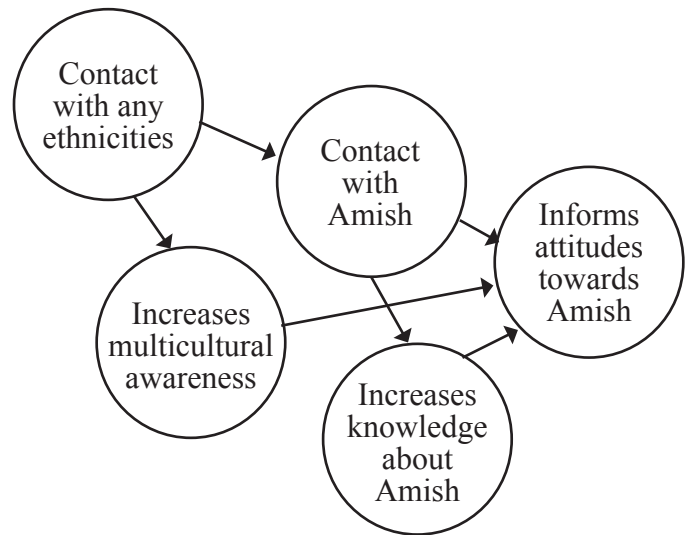 Contact
with any
ethnicities
Contact
with
Amish
Informs
attitudes
towards
Amish
Increases
multicultural
awareness
Increases
knowledge
about
Amish